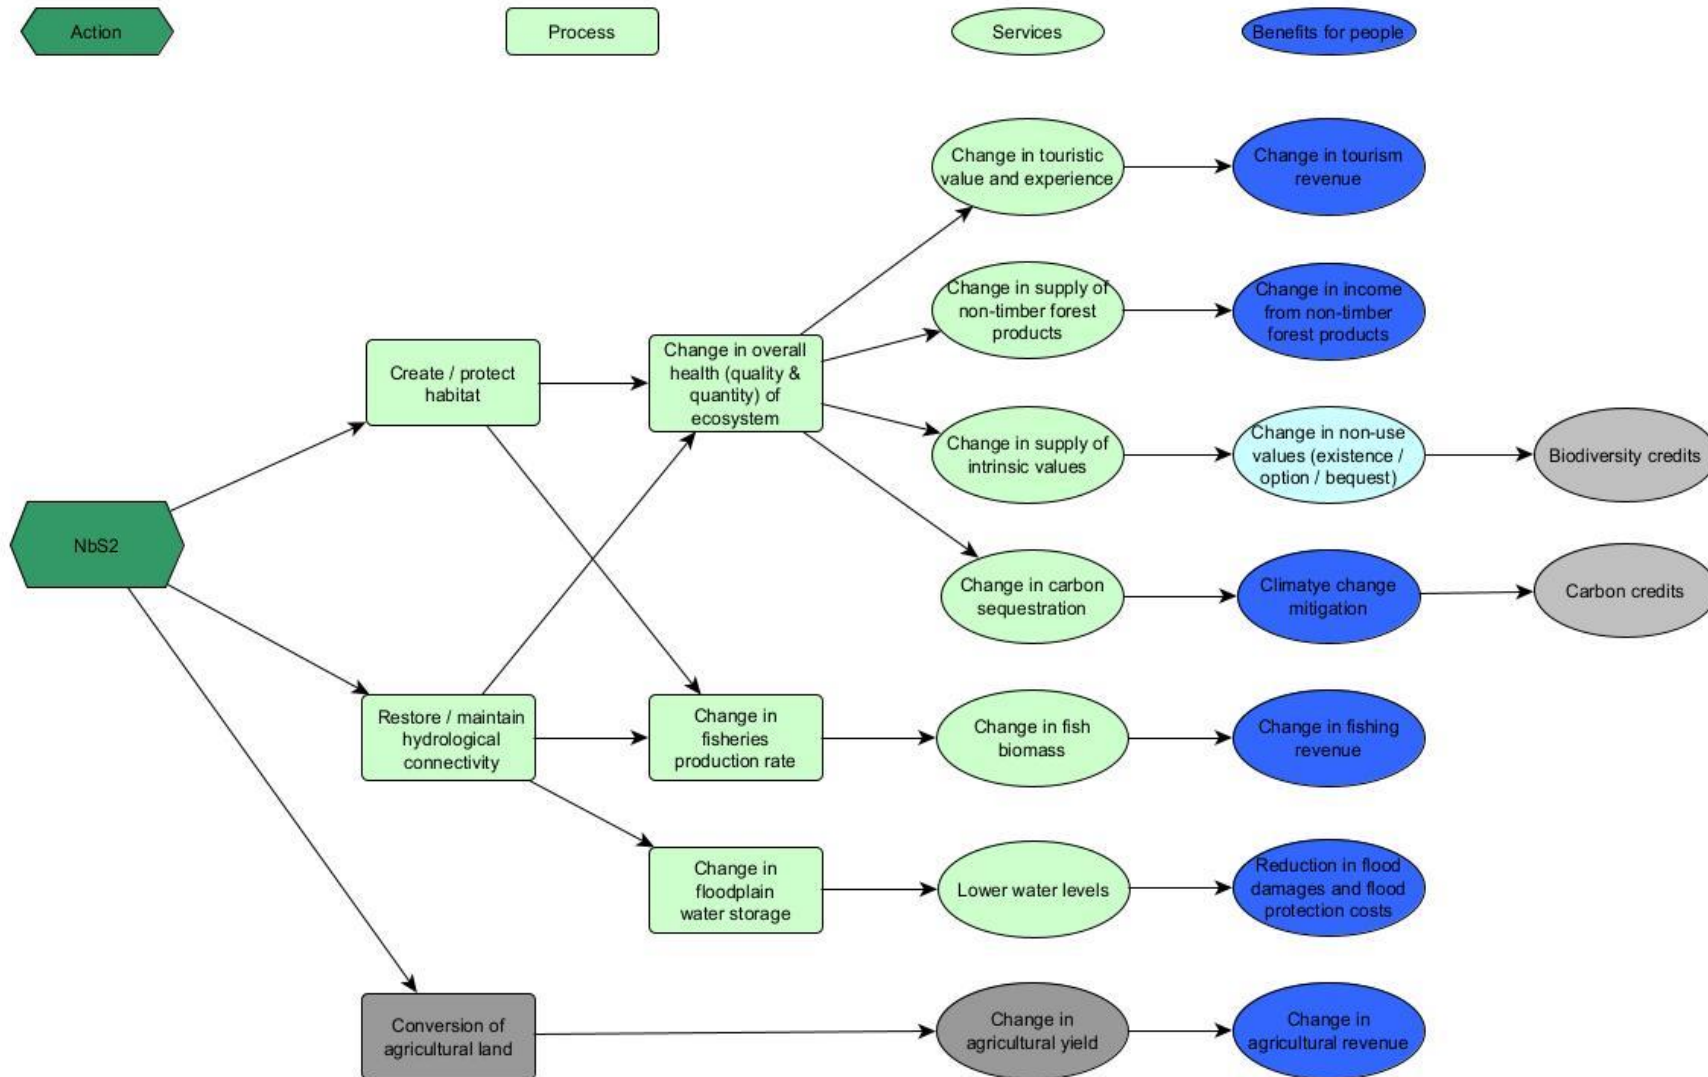 Action
Process
Services
Benefits for people
Change in touristic
value and experience
Change in tourism
revenue
Change in supply of
non-timber forest
products
Change in income
from non-timber
forest products
Create / protect
habitat
Change in overall
health (quality &
quantity) of
ecosystem
Change in supply of
intrinsic values
Change in non-use
values (existence /
option / bequest)
Biodiversity credits
NbS2
Change in carbon
sequestration
Climatye change
mitigation
Carbon credits
Restore / maintain
hydrological
connectivity
Change in
fisheries
production rate
Change in fish
biomass
Change in fishing
revenue
Change in
floodplain
water storage
Lower water levels
Reduction in flood
damages and flood
protection costs
Conversion of
agricultural land
Change in
agricultural yield
Change in
agricultural revenue